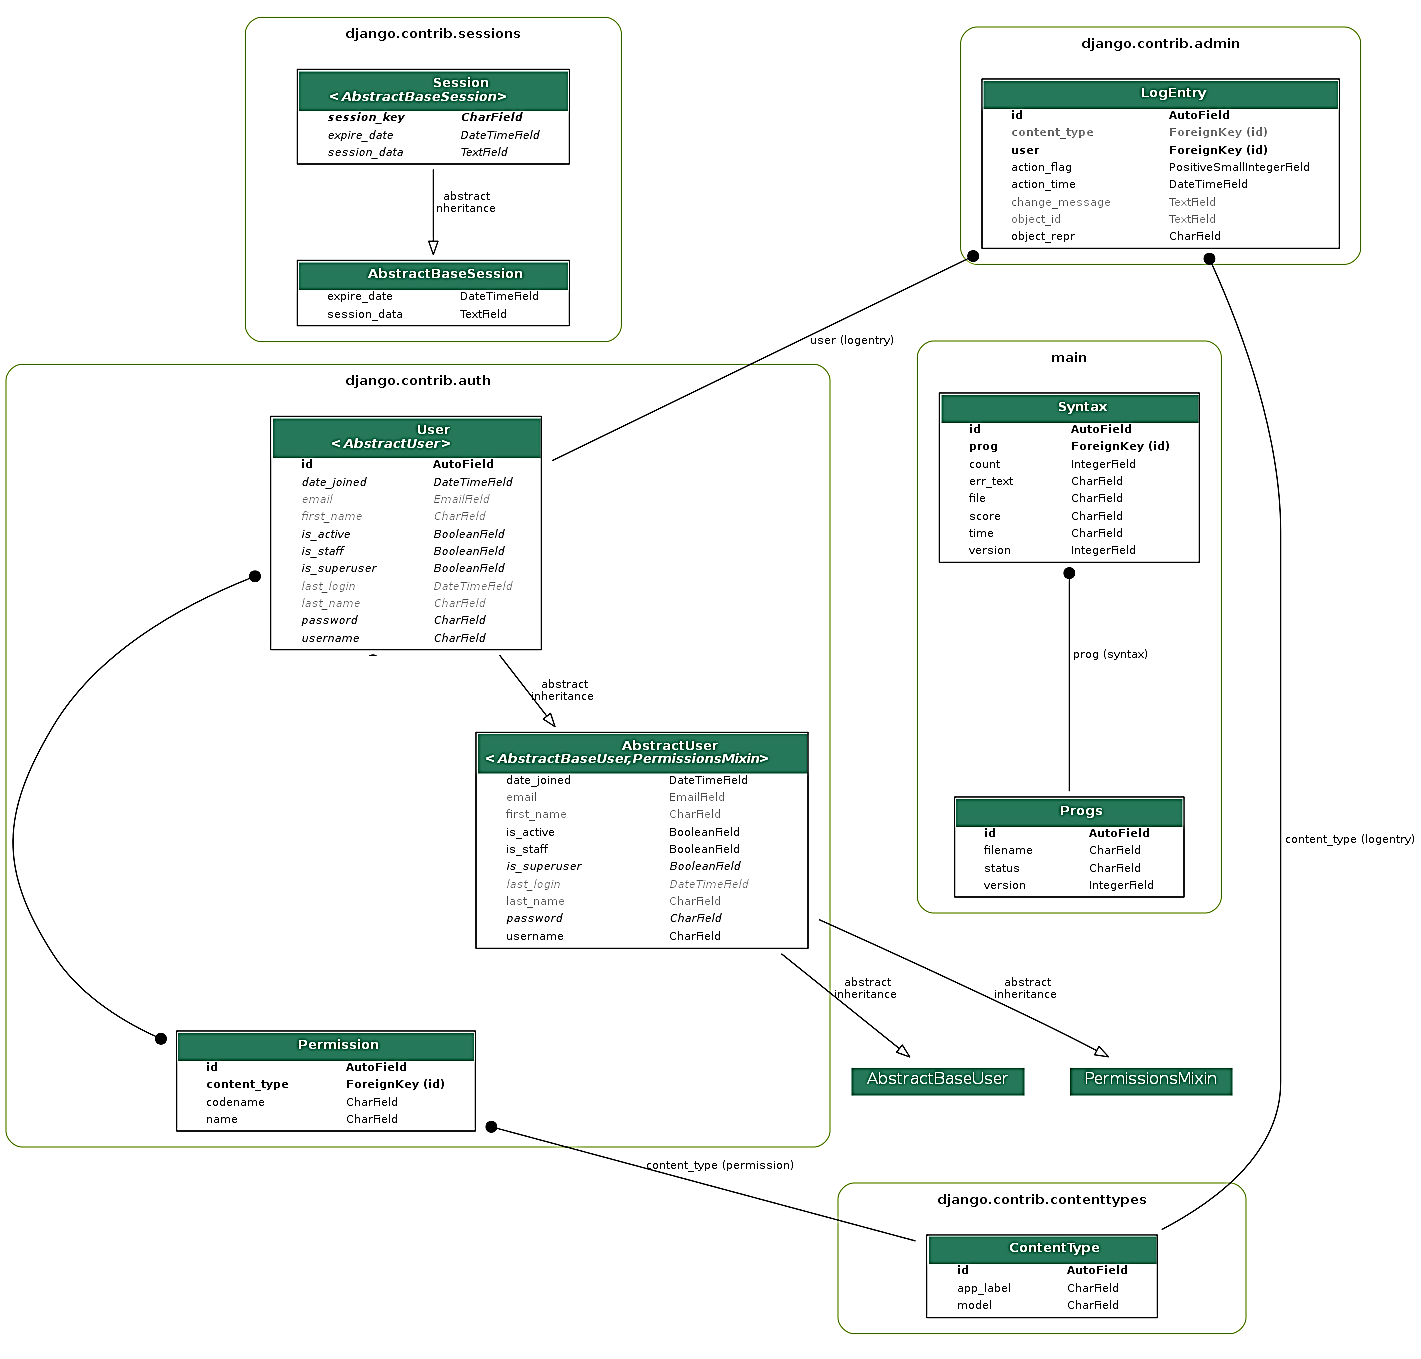 django.contrib.sessions
Session
<AbstractBaseSession>
session_key CharField
expire_date DateTimeField
session_data TextField
abstract
nheritance
AbstractBaseSession
expire_date DateTimeField
session_data TextField
django.contrib.admin
LogEntry
id AutoField
content_type ForeignKey (id)
user ForeignKey (id)
action_flag PositiveSmallIntegerField
action_time DateTimeField
change_message TextField
object_id TextField
object_repr CharField
user (logentry)
django.contrib.auth
User
<AbstractUser>
id AutoField
date_joined DateTimeField
email EmailField
first_name CharField
is_active BooleanField
is_staff BooleanField
is_superuser BooleanField
last_login DateTimeField
last_name CharField
password CharField
username CharField
abstract
inheritance
AbstractUser
<AbstractBaseUser,PermissionsMixin>
date_joined DateTimeField
email EmailField
first_name CharField
is_active BooleanField
is_staff BooleanField
is_superuser BooleanField
last_login DateTimeField
last_name CharField
password CharField
username CharField
main
Syntax
id AutoField
prog ForeignKey (id)
count IntegerField
err_text CharField
file CharField
score CharField
time CharField
version IntegerField
prog (syntax)
Progs
id AutoField
filename CharField
status CharField
version IntegerField
content_type (logentry)
abstract
inheritance
abstract
inheritance
AbstractBaseUser
PermissionsMixin
Permission
id AutoField
content_type ForeignKey (id)
codename CharField
name CharField
content_type (permission)
django.contrib.contenttypes
ContentType
id AutoField
app_label CharField
model CharField